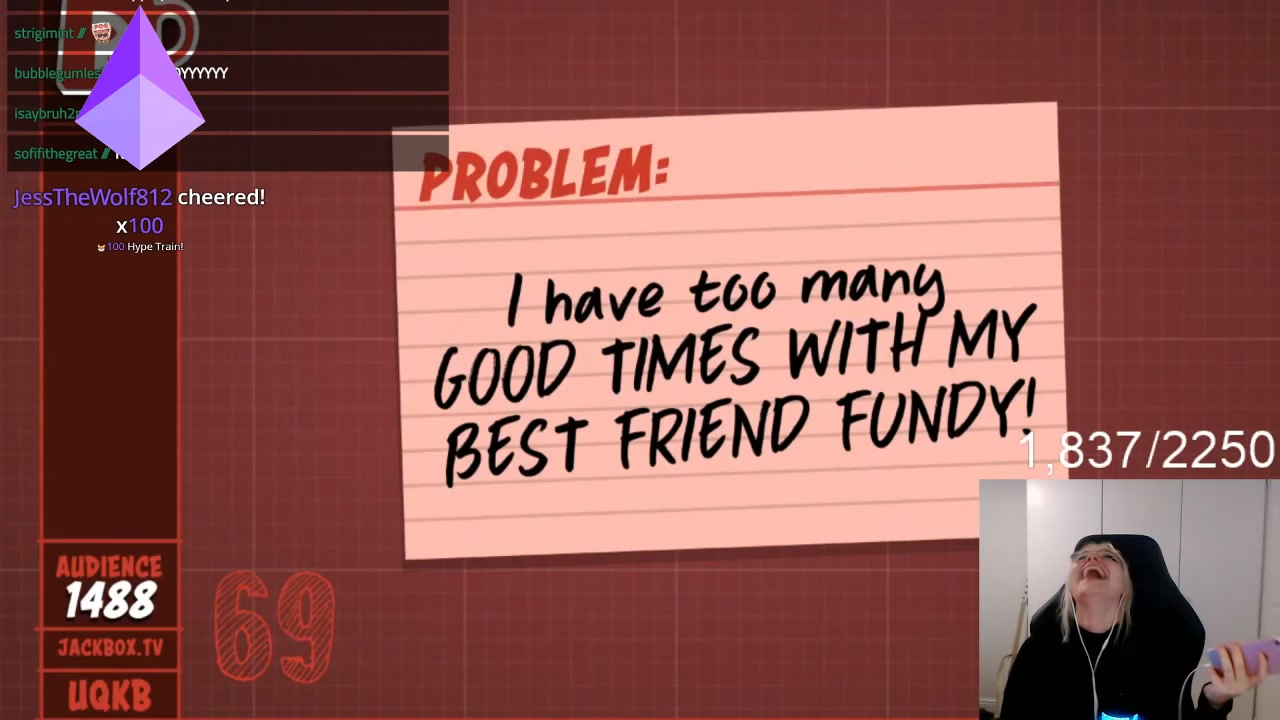 strigimint //
bubblegumles
YYYYYY
isaybruh2
sofifithegreat //
JessTheWolf812 cheered!
x100
100 Hype Train!
PROBLEM:
I have too many
GOOD TIMES WITH MY
BEST FRIEND FUNDY!
1,837/2250
AUDIENCE
1488
JACKBOX.TV
UQKB
69